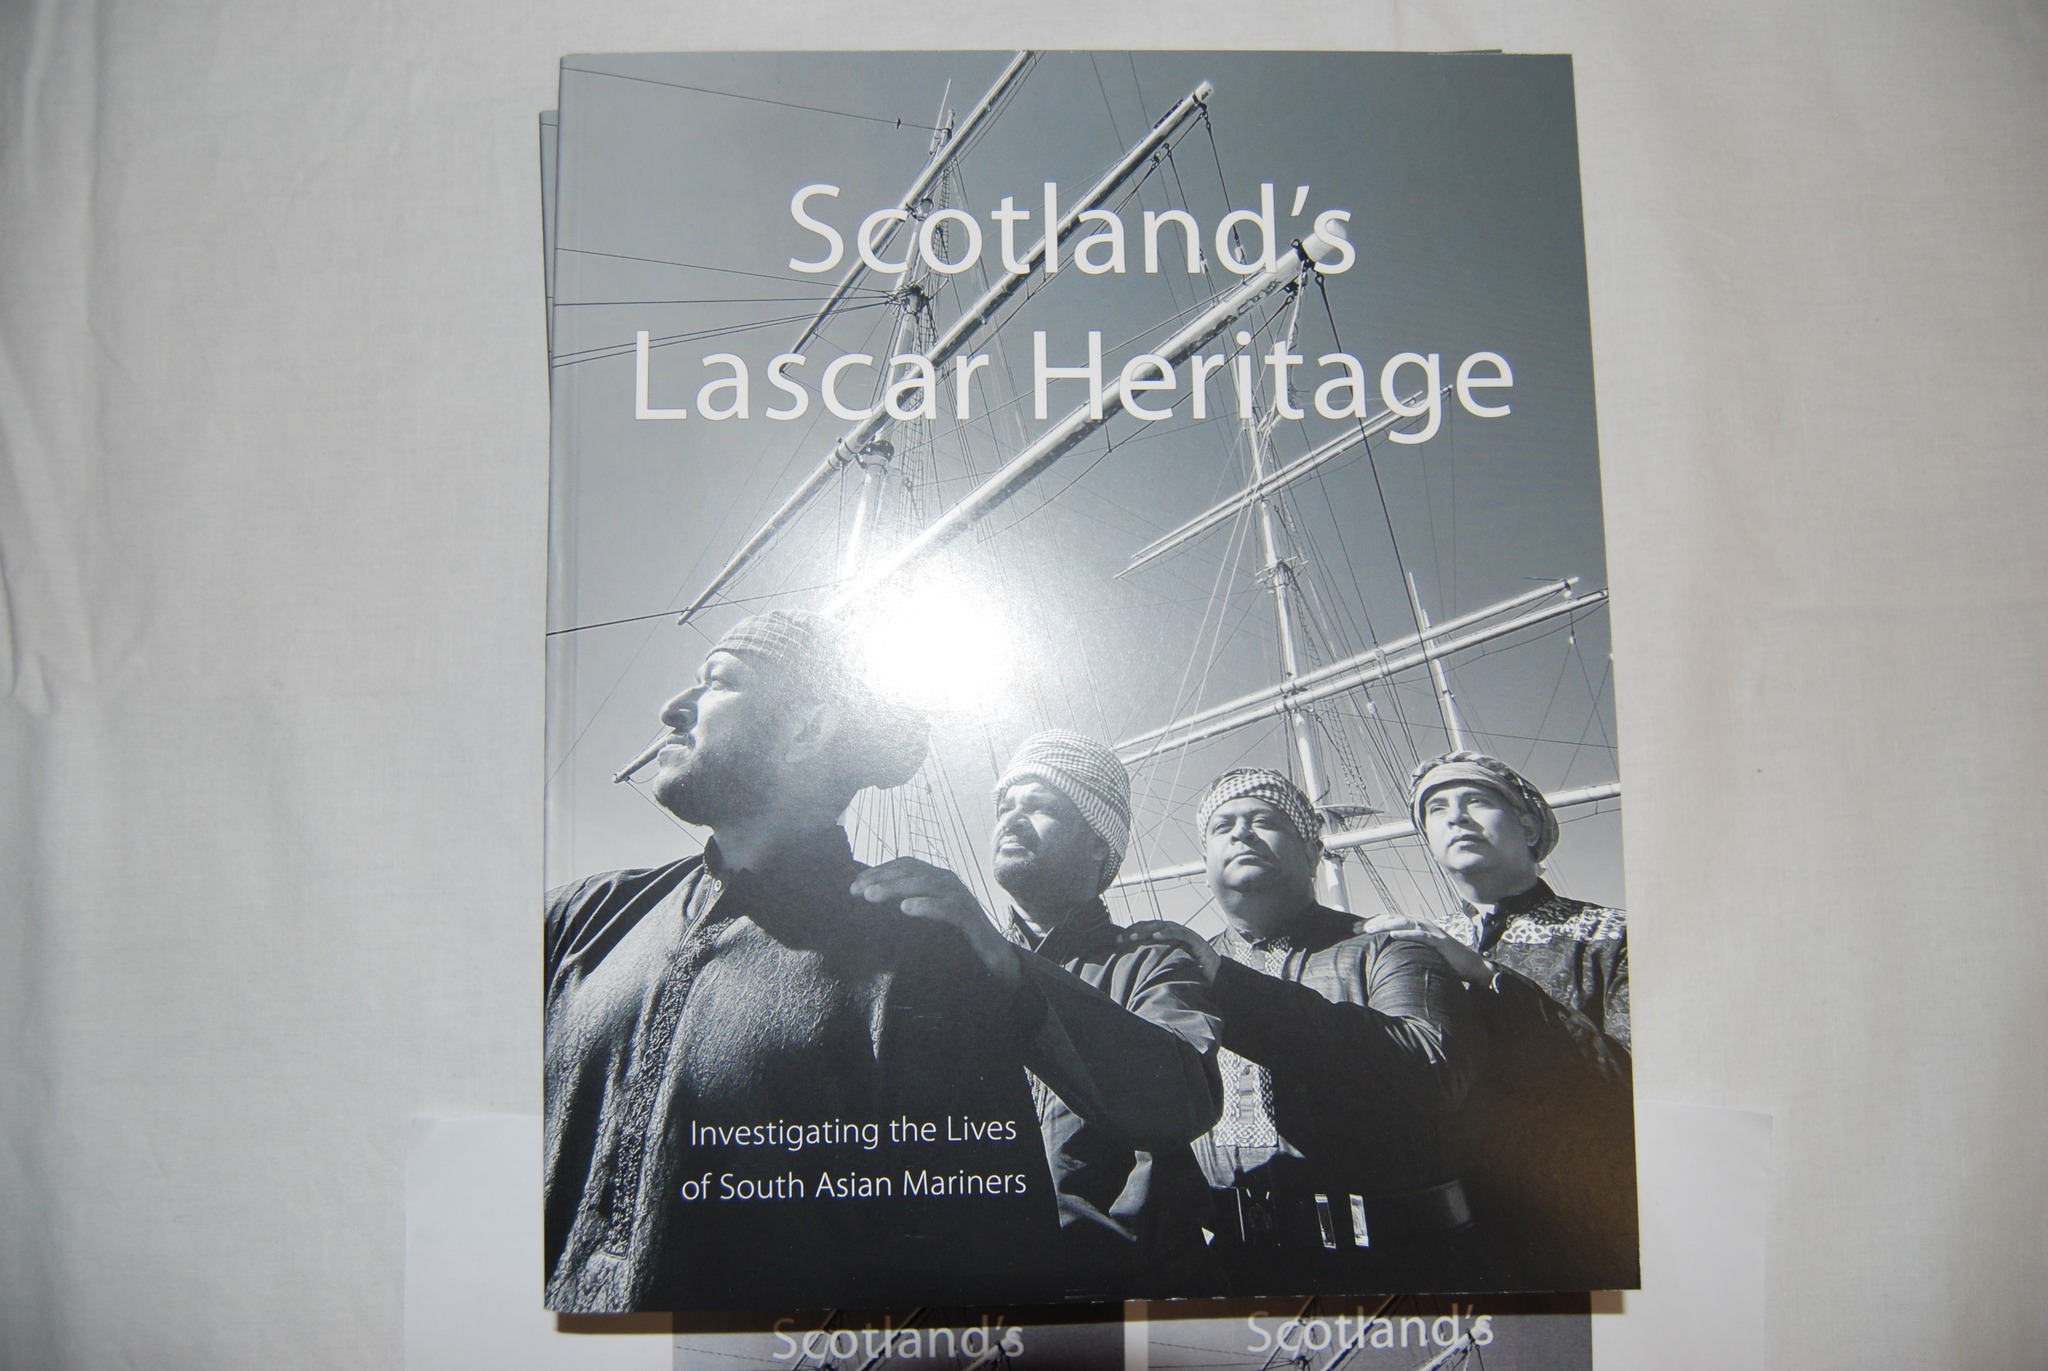 Scotland's
Lascar Heritage
Investigating the Lives
of South Asian Mariners
Scotland's
Scotland's